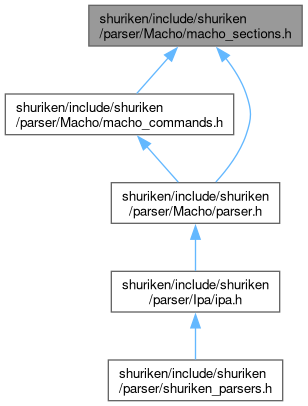 shuriken/include/shuriken
/parser/Macho/macho_sections.h
shuriken/include/shuriken
/parser/Macho/macho_commands.h
shuriken/include/shuriken
/parser/Macho/parser.h
shuriken/include/shuriken
/parser/Ipa/ipa.h
shuriken/include/shuriken
/parser/shuriken_parsers.h